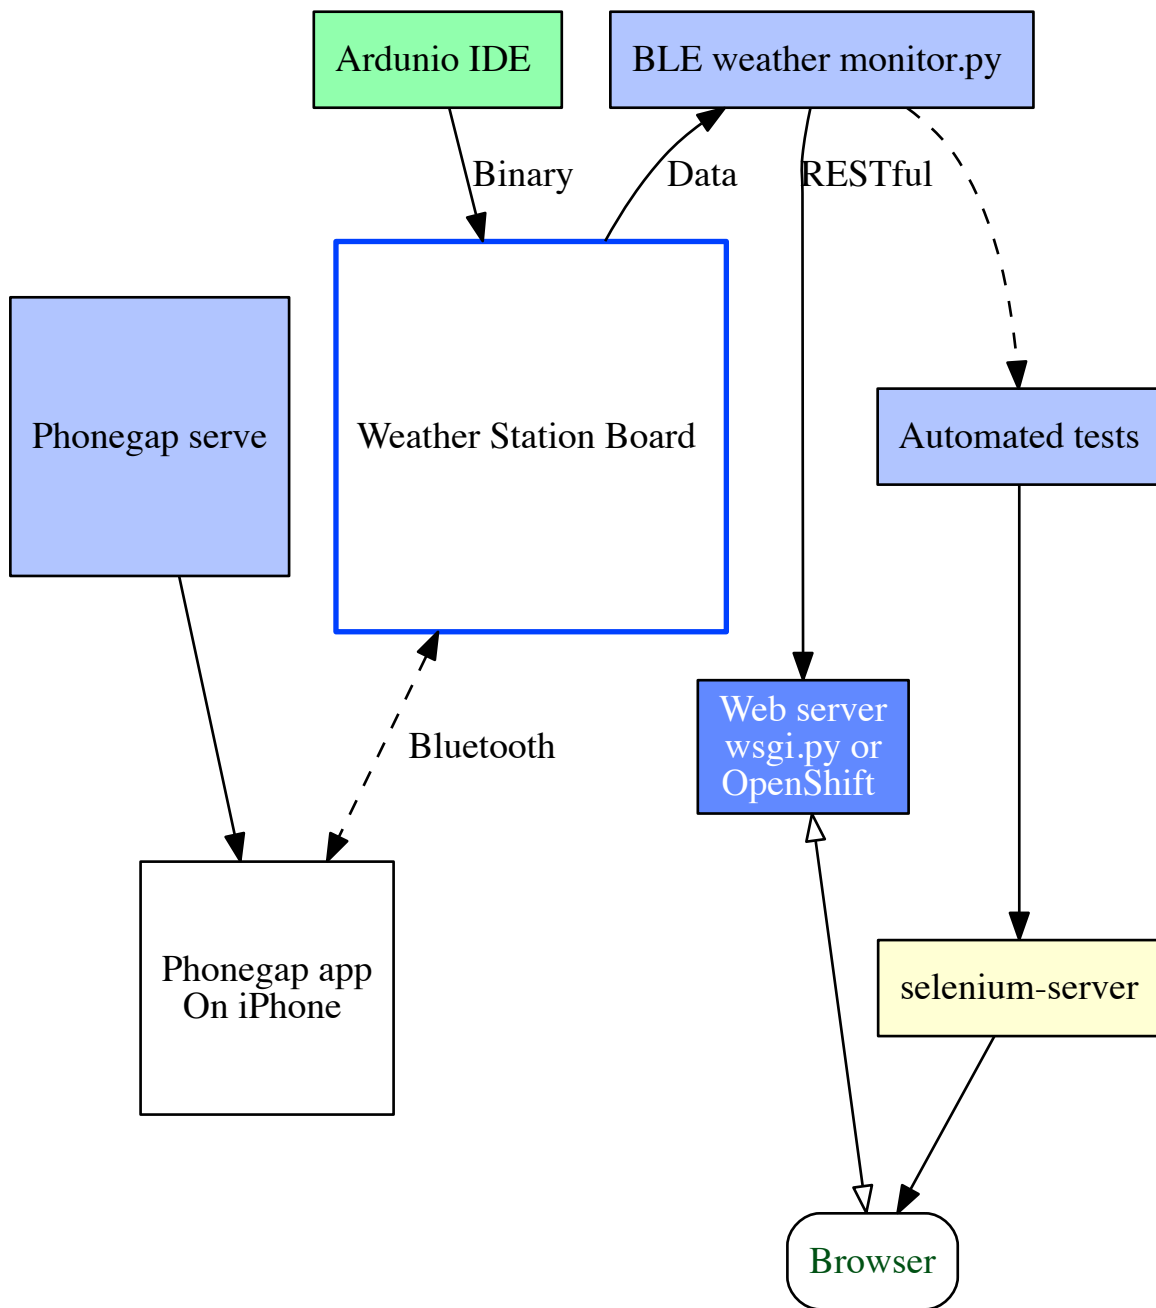 Ardunio IDE
BLE weather monitor.py
Binary
Data
RESTful
Phonegap serve
Weather Station Board
Automated tests
Web server
wsgi.py or
OpenShift
Bluetooth
Phonegap app
On iPhone
selenium-server
Browser